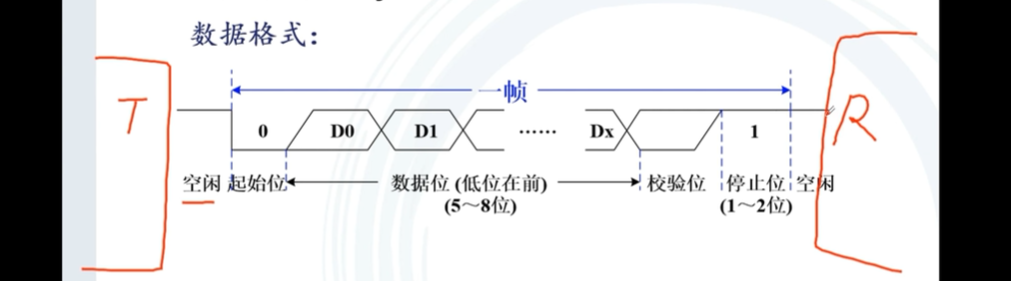 数据格式：
一帧
T
0 D0 D1 …… Dx 1
R
空闲 起始位 数据位 (低位在前) 校验位 停止位 空闲
(5～8位) (1～2位)